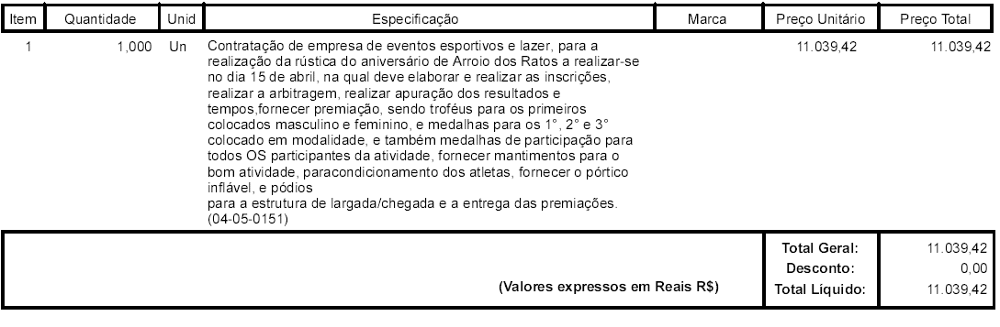 Item Quantidade Unid Especificação Marca Preço Unitário Preço Total
1 1,000 Un Contratação de empresa de eventos esportivos e lazer, para a 11.039,42 11.039,42
realização da rústica do aniversário de Arroio dos Ratos a realizar-se
no dia 15 de abril, na qual deve elaborar e realizar as inscrições,
realizar a arbitragem, realizar apuração dos resultados e
tempos,fornecer premiação, sendo troféus para os primeiros
colocados masculino e feminino, e medalhas para os 1°, 2° e 3°
colocado em modalidade, e também medalhas de participação para
todos OS participantes da atividade, fornecer mantimentos para o
bom atividade, paracondicionamento dos atletas, fornecer o pórtico
inflável, e pódios
para a estrutura de largada/chegada e a entrega das premiações.
(04-05-0151)
Total Geral: 11.039,42
Desconto: 0,00
(Valores expressos em Reais R$) Total Líquido: 11.039,42